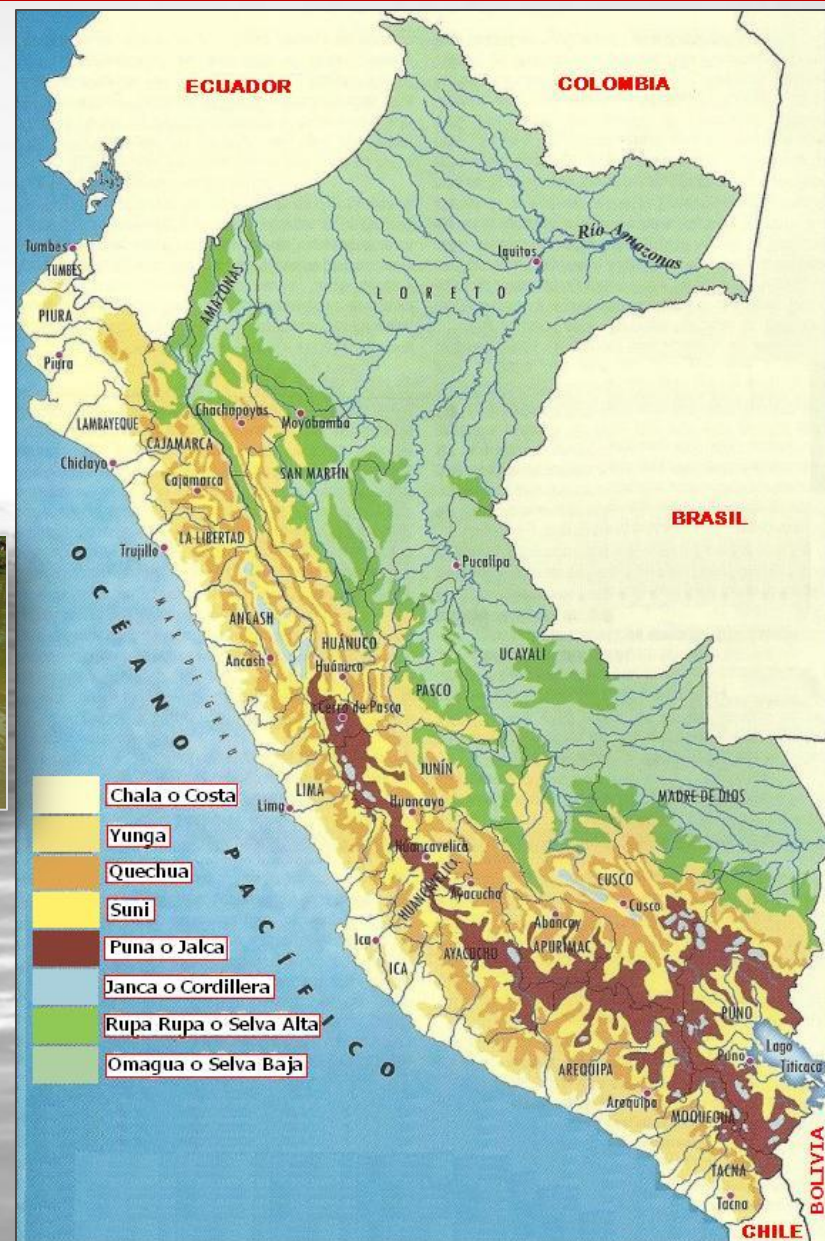 ECUADOR
COLOMBIA
Tumbes
TUMBES
PIURA
Piura
AMAZONAS
LORETO
Iquitos
Río Amazonas
LAMBAYEQUE
Chiclayo
CAJAMARCA
Cajamarca
Chachapoyas
Moyobamba
SAN MARTÍN
BRASIL
Trujillo
LA LIBERTAD
Pucallpa
OCÉANO PACÍFICO
MAR DE GRAU
ANCASH
Ancash
HUÁNUCO
Huánuco
UCAYALI
PASCO
Cerro de Pasco
JUNÍN
LIMA
Lima
Huancayo
MADRE DE DIOS
Huancavelica
HUANCAVELICA
Ayacucho
CUSCO
Cusco
Abancay
APURIMAC
Ica
ICA
AYACUCHO
PUNO
Puno
Lago
Titicaca
AREQUIPA
Arequipa
MOQUEGUA
TACNA
Tacna
BOLIVIA
CHILE
Chala o Costa
Yunga
Quechua
Suni
Puna o Jalca
Janca o Cordillera
Rupa Rupa o Selva Alta
Omagua o Selva Baja